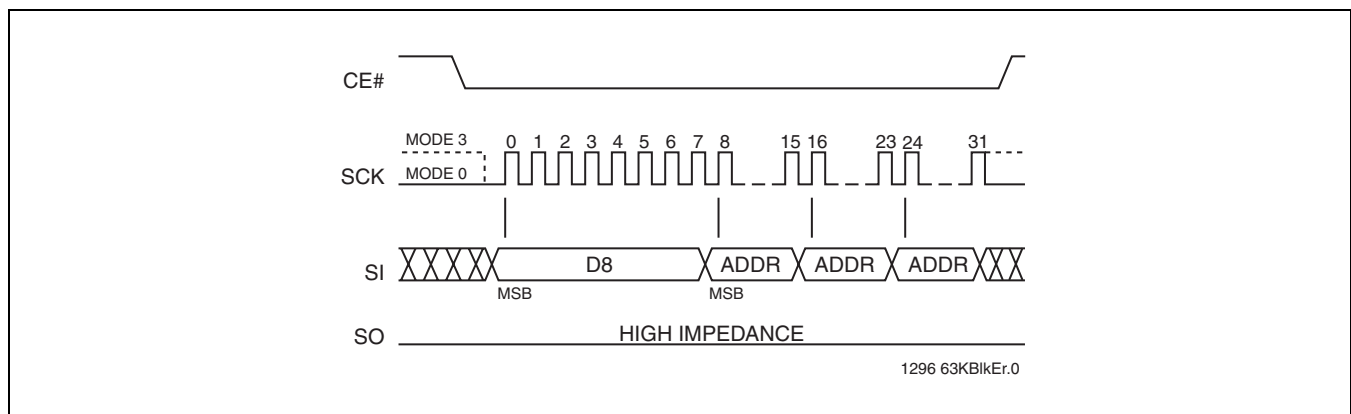 CE#
MODE 3 0 1 2 3 4 5 6 7 8 15 16 23 24 31
SCK MODE 0
SI D8 ADDR ADDR ADDR
MSB MSB
SO HIGH IMPEDANCE
1296 63KBlkEr.0